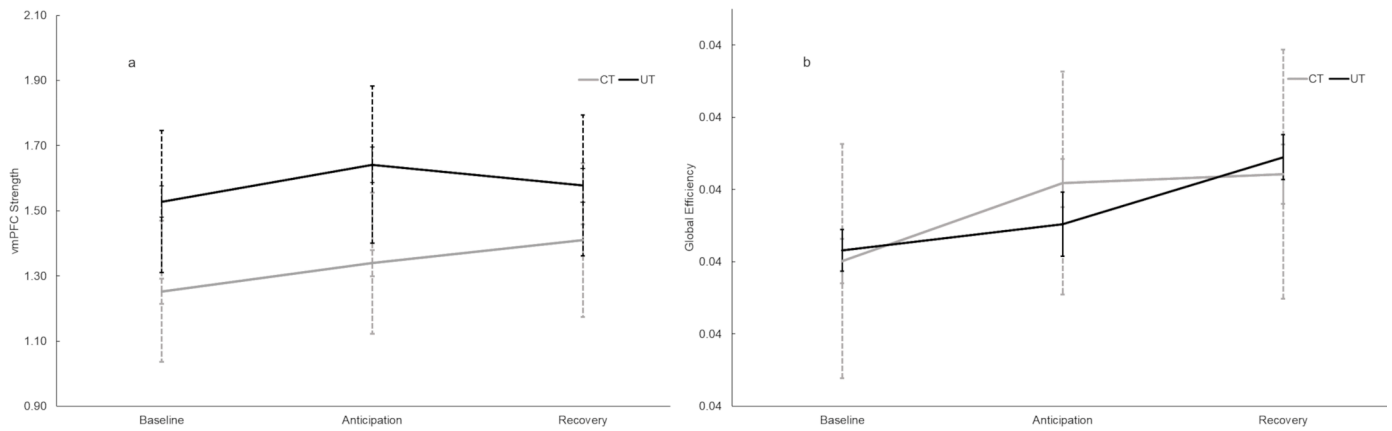 2.10
1.90
1.70
1.50
1.30
1.10
0.90
vmPFC Strength
a
CT UT
Baseline Anticipation Recovery
0.04
0.04
0.04
0.04
0.04
0.04
Global Efficiency
b
CT UT
Baseline Anticipation Recovery